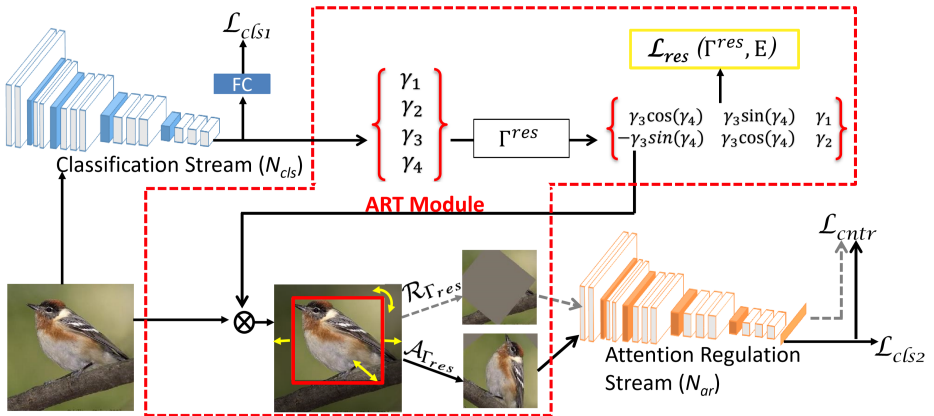 ℒcls1
FC
Classification Stream (Ncls)
γ1
γ2
γ3
γ4
Γres
ℒres (Γres, E)
γ3cos(γ4) γ3sin(γ4) γ1
−γ3sin(γ4) γ3cos(γ4) γ2
ART Module
ℛΓres
𝒜Γres
ℒcntr
ℒcls2
Attention Regulation
Stream (Nar)